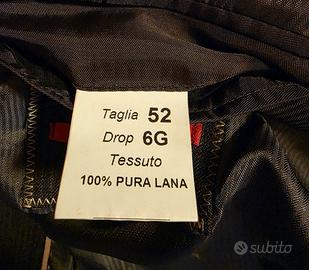 Taglia 52
Drop 6G
Tessuto
100% PURA LANA
subito